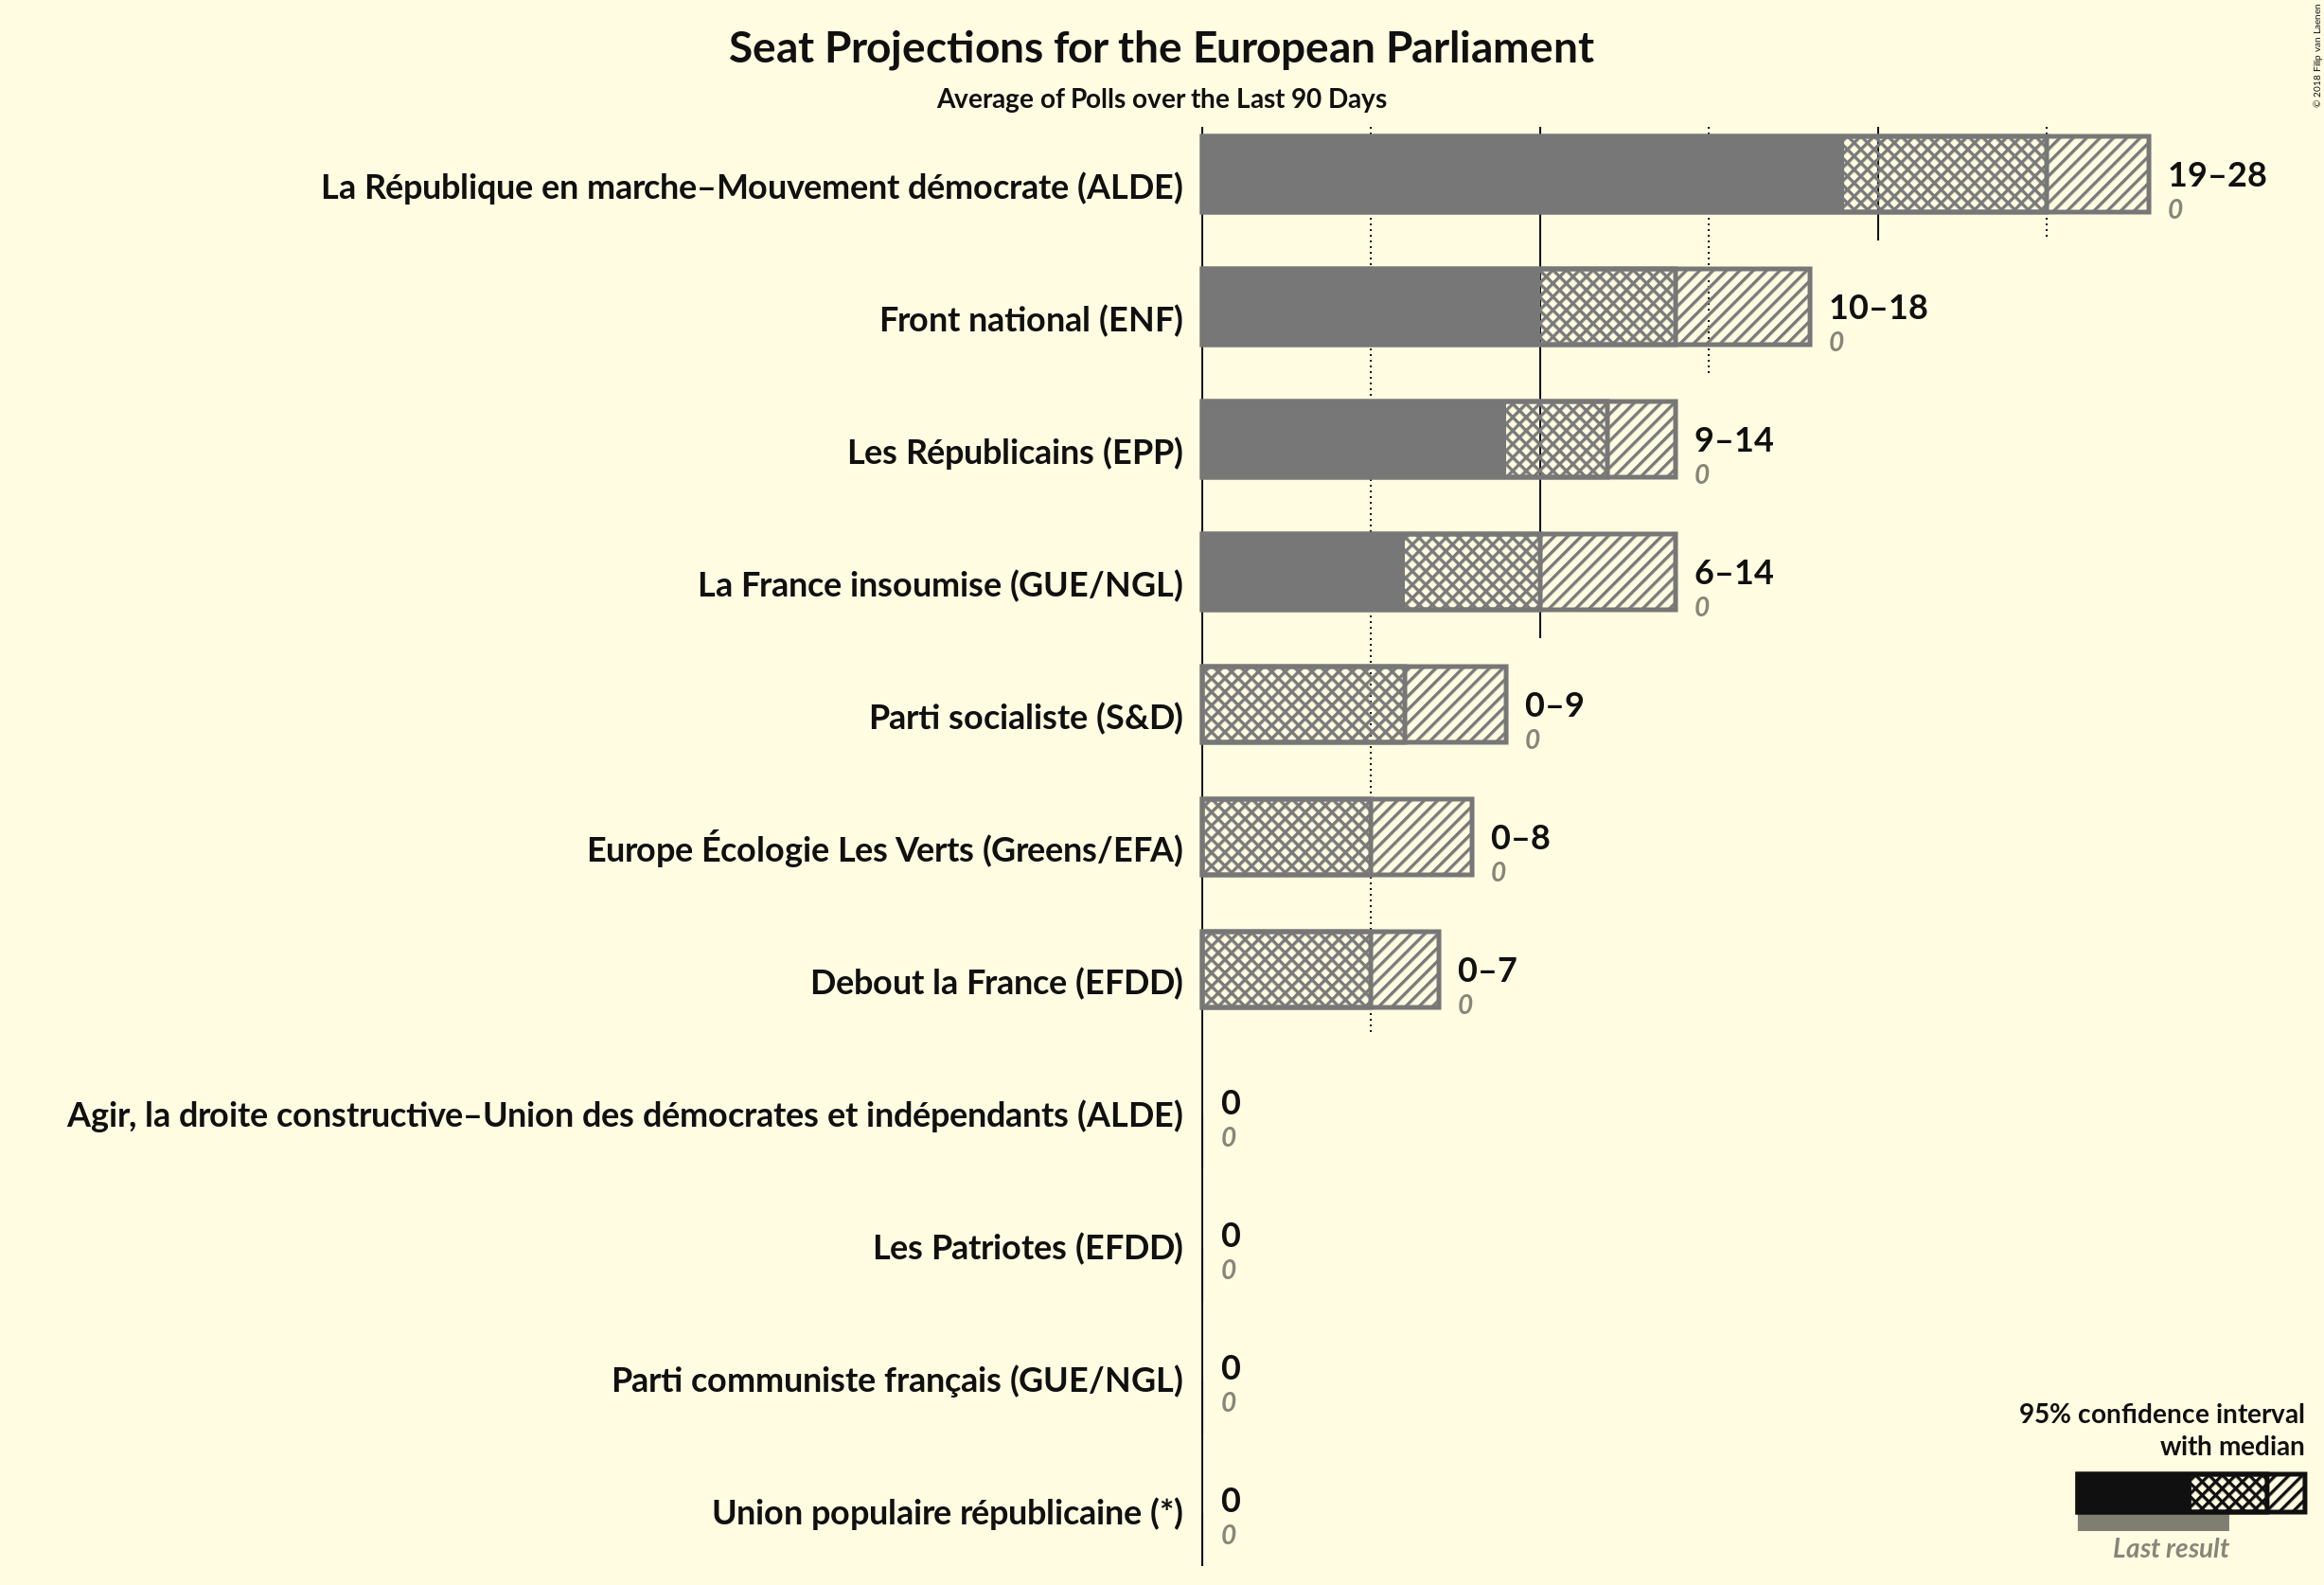 Seat Projections for the European Parliament
Average of Polls over the Last 90 Days
© 2018 Filip van Laenen
La République en marche–Mouvement démocrate (ALDE)
19–28
0
Front national (ENF)
10–18
0
Les Républicains (EPP)
9–14
0
La France insoumise (GUE/NGL)
6–14
0
Parti socialiste (S&D)
0–9
0
Europe Écologie Les Verts (Greens/EFA)
0–8
0
Debout la France (EFDD)
0–7
0
Agir, la droite constructive–Union des démocrates et indépendants (ALDE)
0
0
Les Patriotes (EFDD)
0
0
Parti communiste français (GUE/NGL)
0
0
Union populaire républicaine (*)
0
0
95% confidence interval
with median
Last result